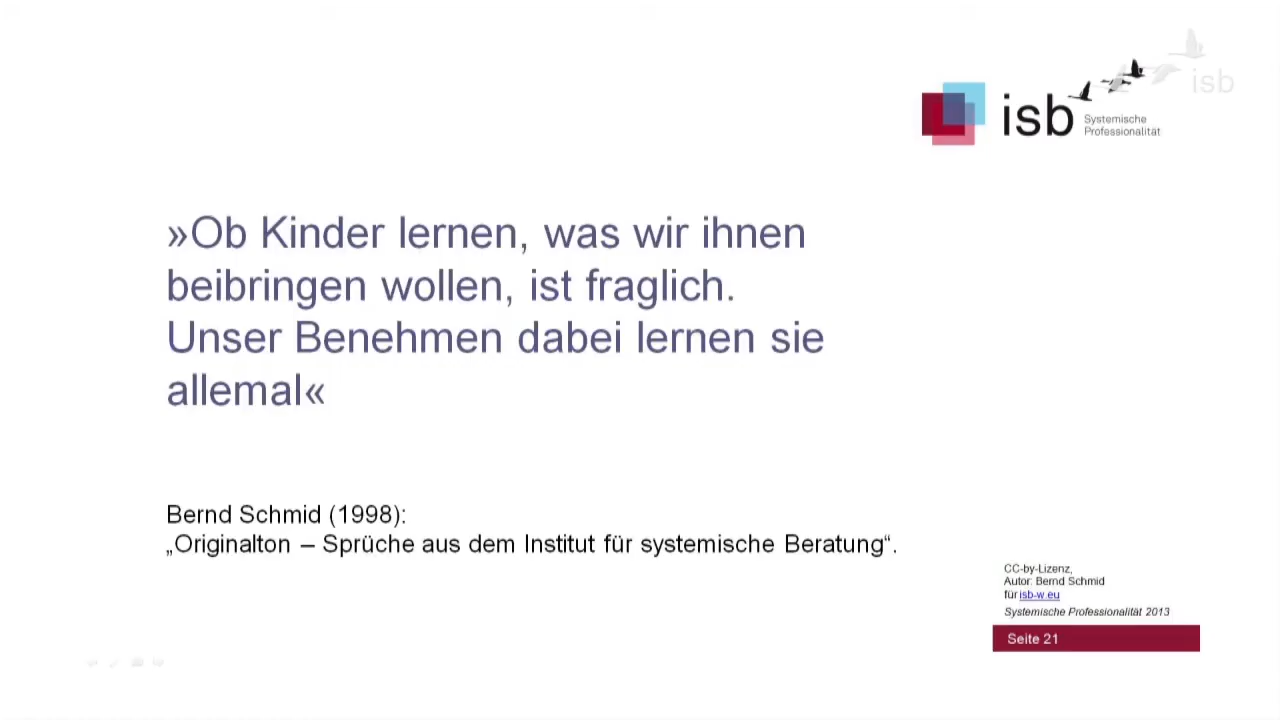 isb
isb
Systemische
Professionalität
»Ob Kinder lernen, was wir ihnen
beibringen wollen, ist fraglich.
Unser Benehmen dabei lernen sie
allemal«
Bernd Schmid (1998):
„Originalton – Sprüche aus dem Institut für systemische Beratung“.
CC-by-Lizenz,
Autor: Bernd Schmid
für isb-w.eu
Systemische Professionalität 2013
Seite 21